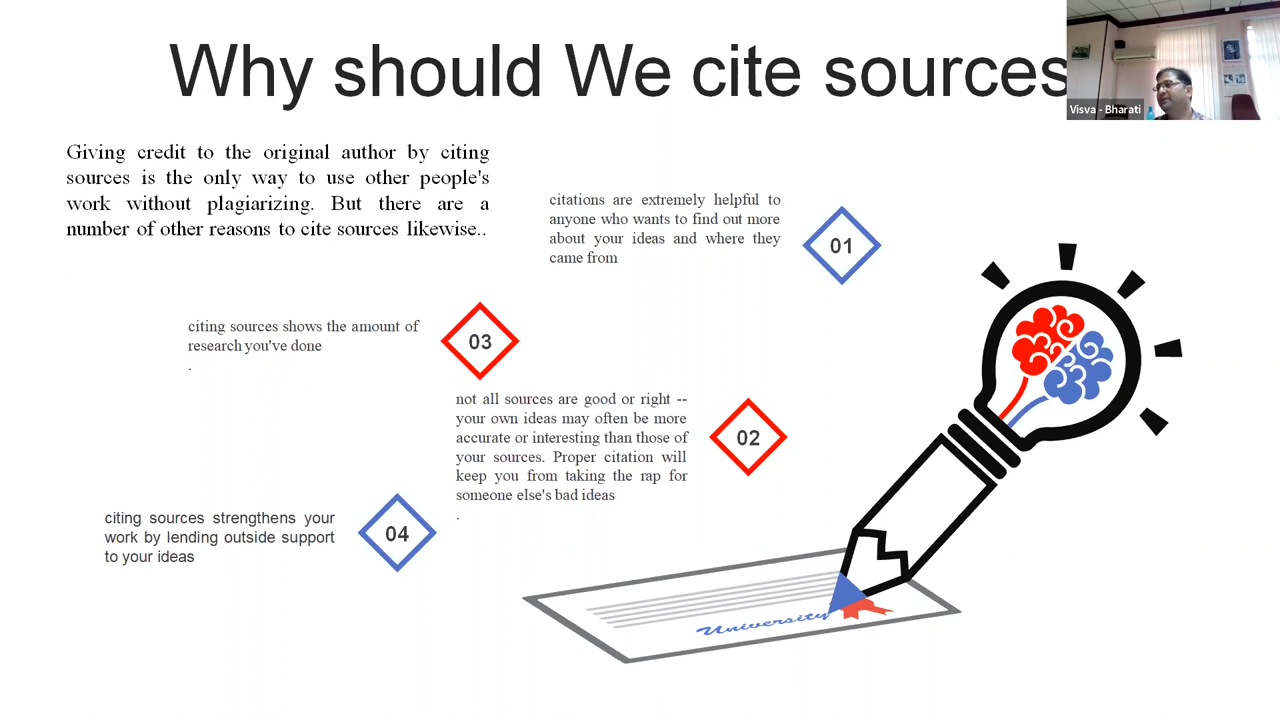 Why should We cite sources
Visva - Bharati
Giving credit to the original author by citing
sources is the only way to use other people's
work without plagiarizing. But there are a
number of other reasons to cite sources likewise..
citations are extremely helpful to
anyone who wants to find out more
about your ideas and where they
came from
01
citing sources shows the amount of
research you've done
.
03
not all sources are good or right --
your own ideas may often be more
accurate or interesting than those of
your sources. Proper citation will
keep you from taking the rap for
someone else's bad ideas
.
02
citing sources strengthens your
work by lending outside support
to your ideas
04
University